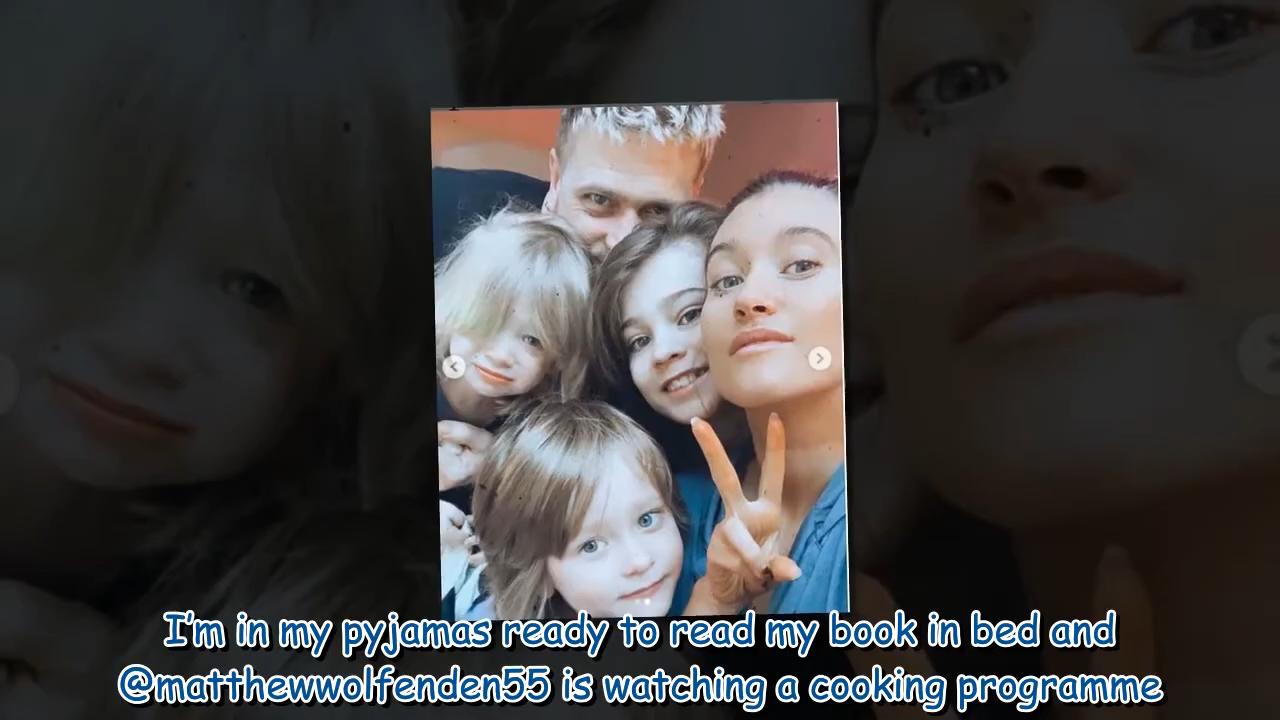 I'm in my pyjamas ready to read my book in bed and
@matthewwolfenden55 is watching a cooking programme